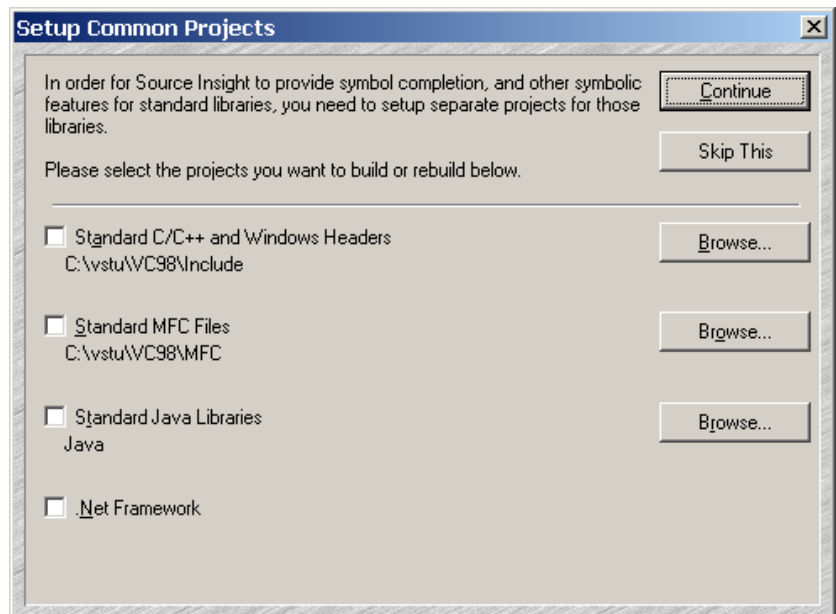 Setup Common Projects
In order for Source Insight to provide symbol completion, and other symbolic
features for standard libraries, you need to setup separate projects for those
libraries.
Please select the projects you want to build or rebuild below.
Continue
Skip This
Standard C/C++ and Windows Headers
C:\vstu\VC98\Include
Browse...
Standard MFC Files
C:\vstu\VC98\MFC
Browse...
Standard Java Libraries
Java
Browse...
.Net Framework